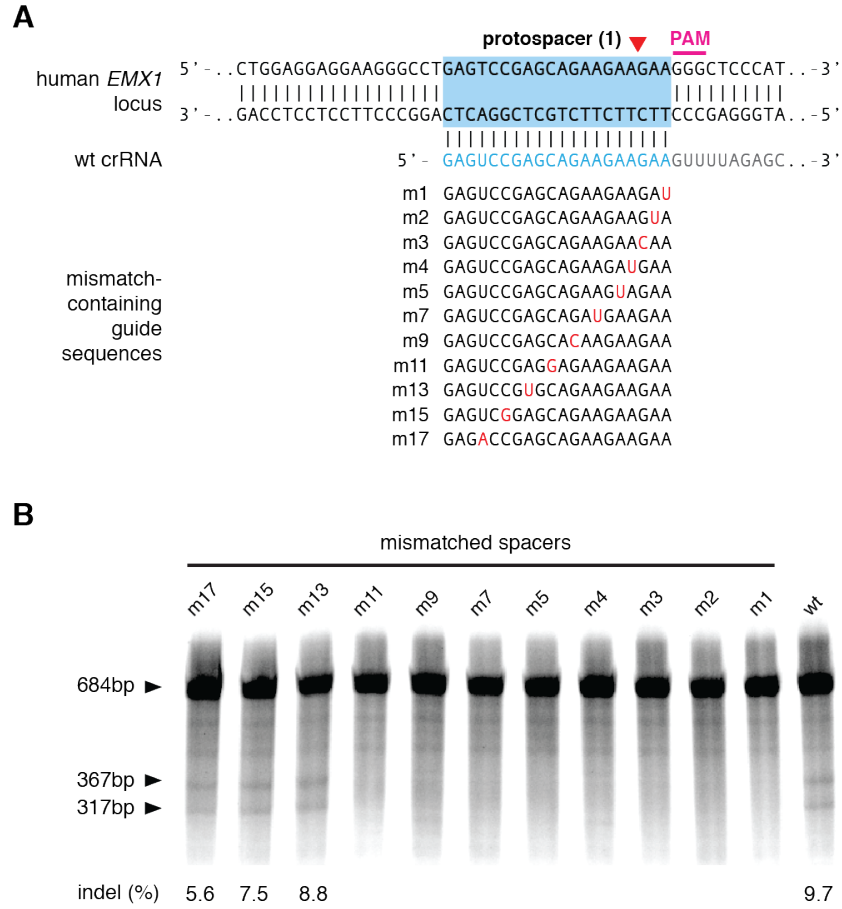 A
protospacer (1) PAM
5’-..CTGGAGGAGGAAGGGCCTGAGTCCGAGCAGAAGAAGAAGGGCTCCCAT..-3’
human EMX1
locus
3’-..GACCTCCTCCTTCCCGGACTCAGGCTCGTCTTCTTCTTCCCGAGGGTA..-5’
wt crRNA 5’- GAGUCCGAGCAGAAGAAGAAGUUUUAGAGC..-3’
m1 GAGUCCGAGCAGAAGAAGAU
m2 GAGUCCGAGCAGAAGAAGUA
m3 GAGUCCGAGCAGAAGAACAA
m4 GAGUCCGAGCAGAAGAUGAA
m5 GAGUCCGAGCAGAAGUAGAA
m7 GAGUCCGAGCAGAUGAAGAA
m9 GAGUCCGAGCACAAGAAGAA
m11 GAGUCCGAGGAGAAGAAGAA
m13 GAGUCCGUGCAGAAGAAGAA
m15 GAGUCGGAGCAGAAGAAGAA
m17 GAGACCGAGCAGAAGAAGAA
mismatch-
containing
guide
sequences
B
mismatched spacers
m17 m15 m13 m11 m9 m7 m5 m4 m3 m2 m1 wt
684bp
367bp
317bp
indel (%) 5.6 7.5 8.8 9.7